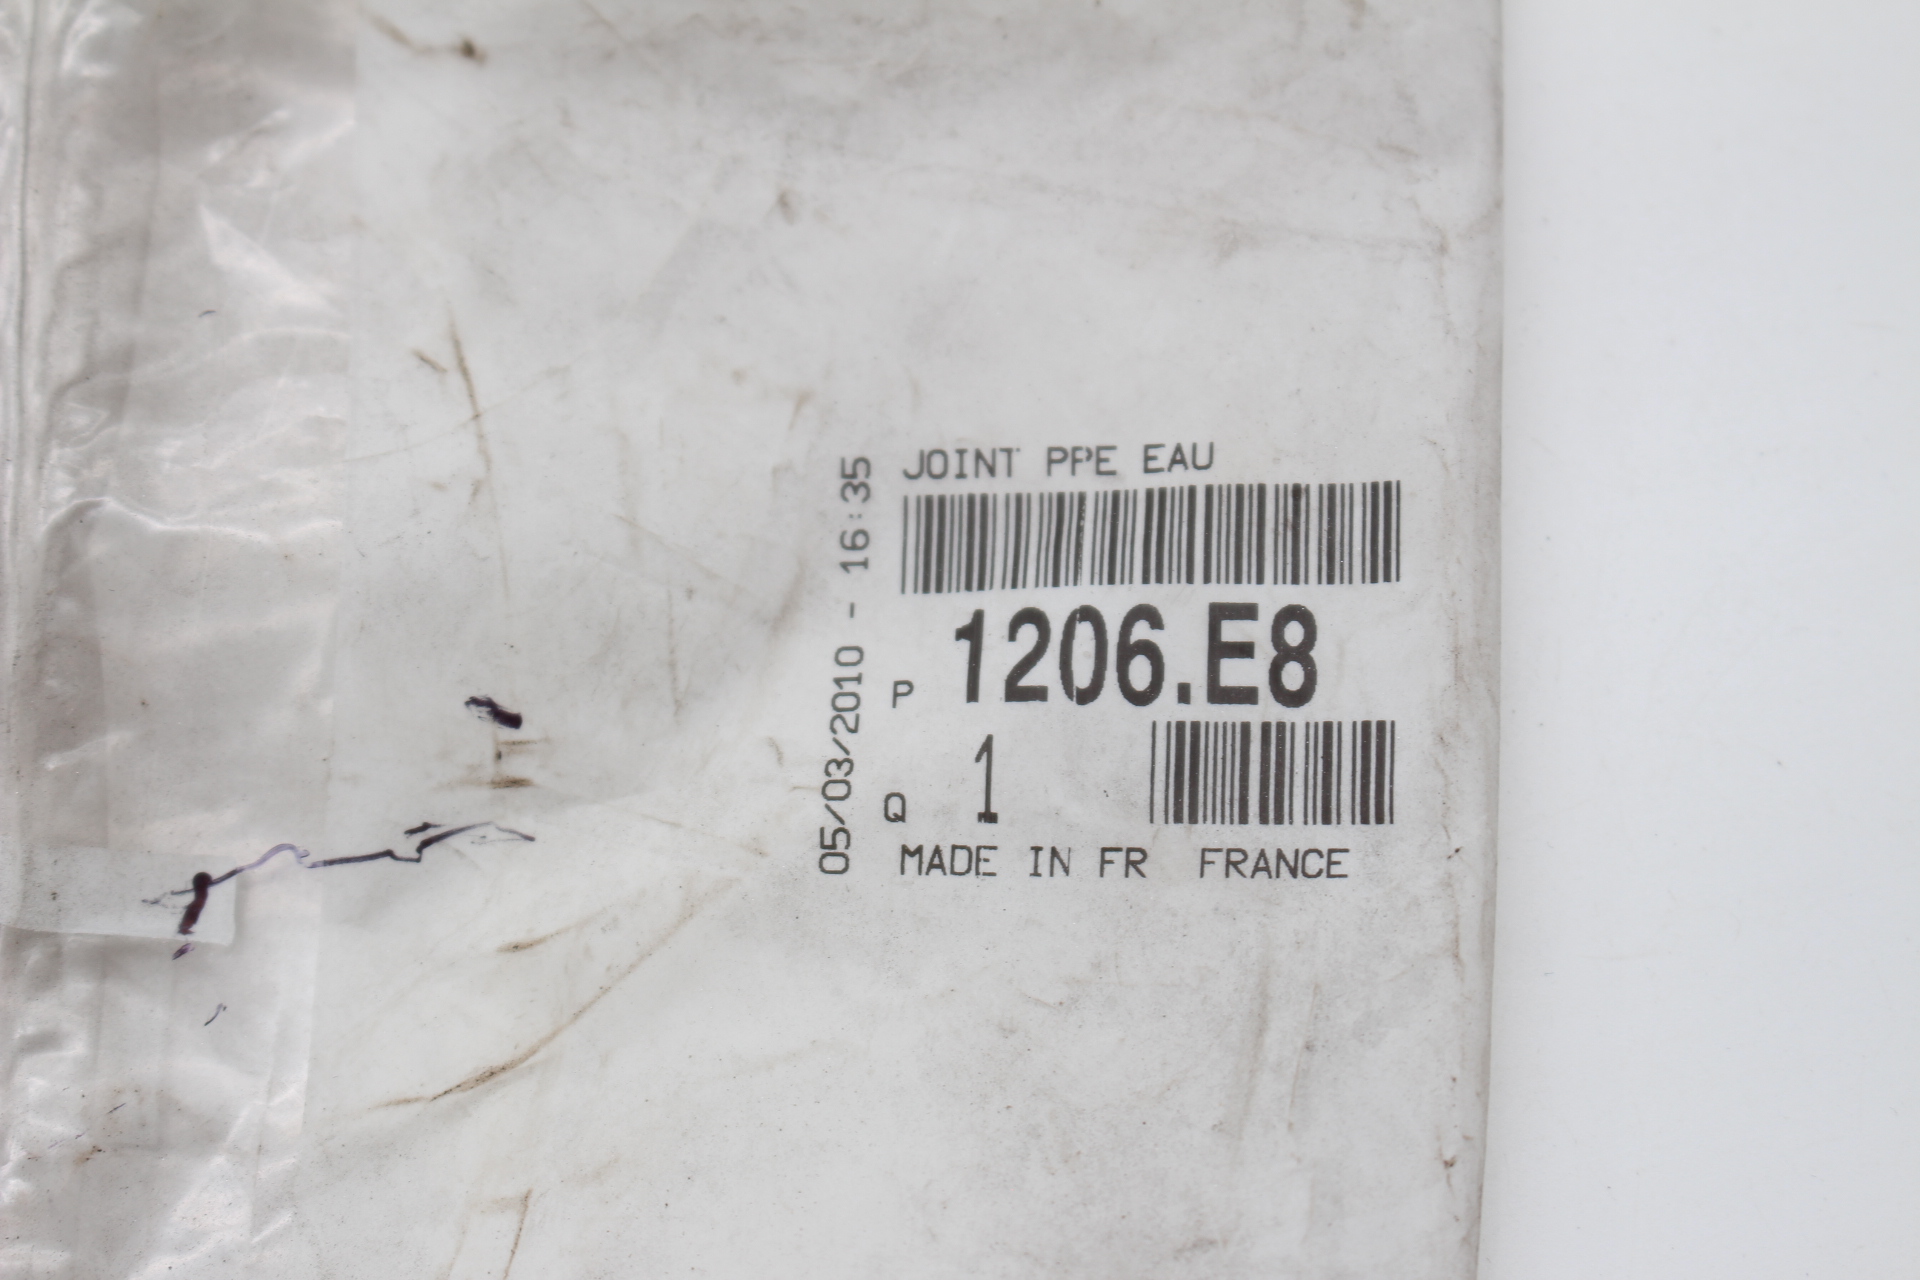 JOINT PPE EAU
P 1206.E8
Q 1
MADE IN FR FRANCE
05/03/2010 - 16:35